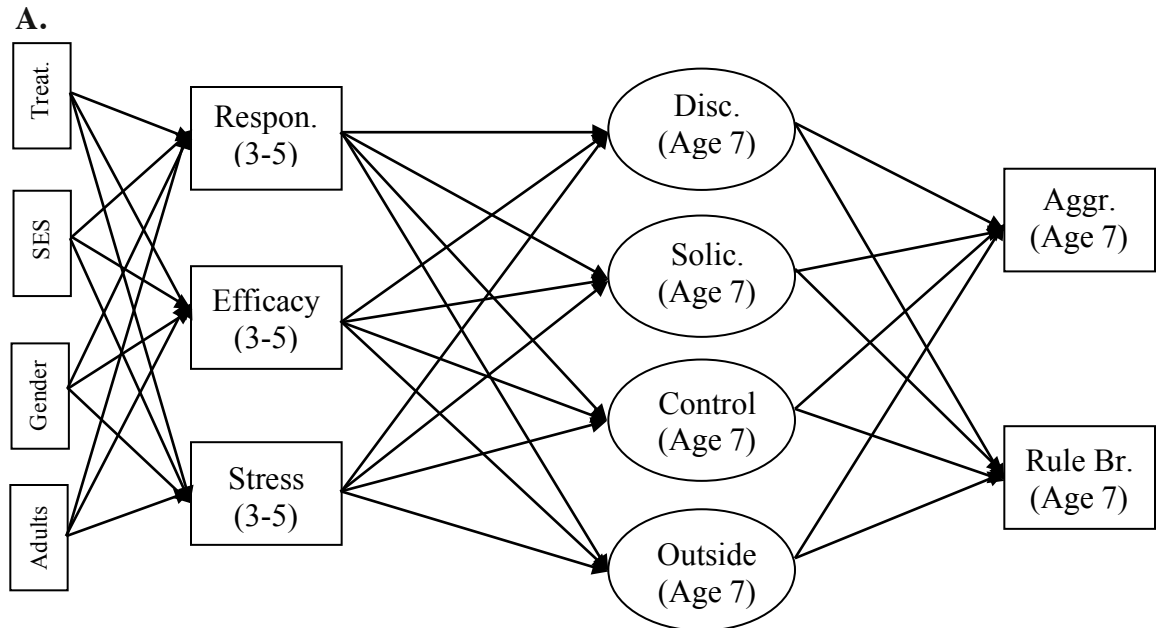 A.
Treat.
SES
Gender
Adults
Respon.
(3-5)
Efficacy
(3-5)
Stress
(3-5)
Disc.
(Age 7)
Solic.
(Age 7)
Control
(Age 7)
Outside
(Age 7)
Aggr.
(Age 7)
Rule Br.
(Age 7)